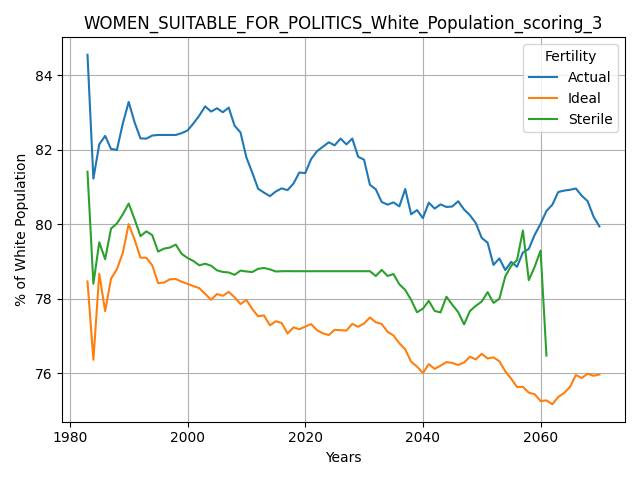 WOMEN_SUITABLE_FOR_POLITICS_White_Population_scoring_3
Fertility
Actual
Ideal
Sterile
% of White Population
84
82
80
78
76
1980
2000
2020
2040
2060
Years